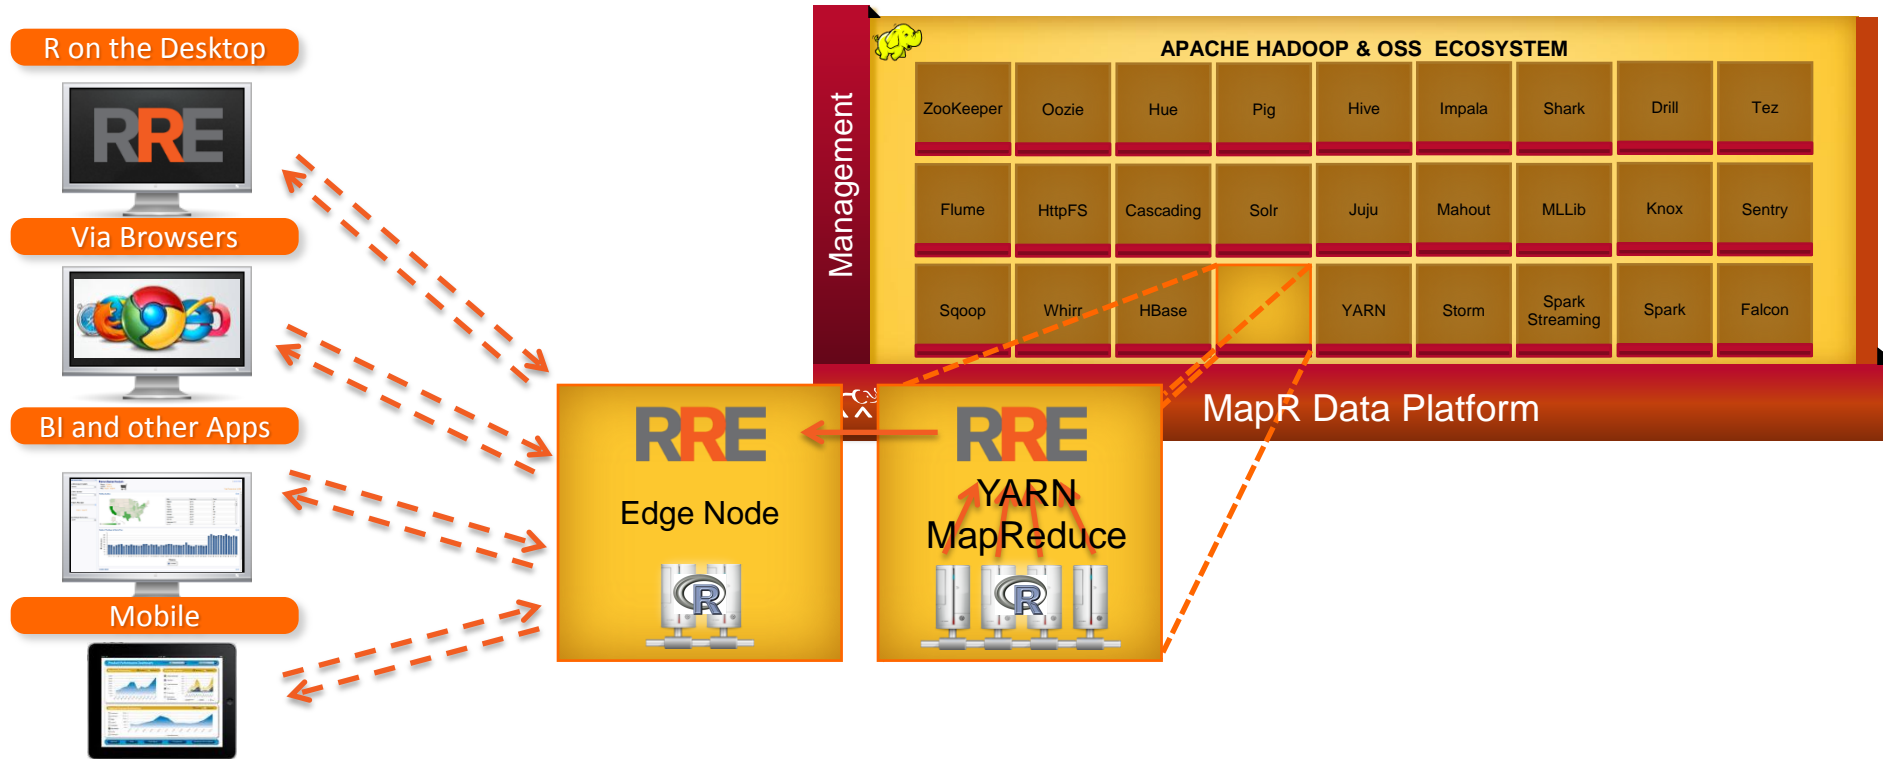 R on the Desktop
RRE
Via Browsers
BI and other Apps
Mobile
RRE
Edge Node
R
RRE
YARN
MapReduce
R
Management
APACHE HADOOP & OSS ECOSYSTEM
ZooKeeper
Oozie
Hue
Pig
Hive
Impala
Shark
Drill
Tez
Flume
HttpFS
Cascading
Solr
Juju
Mahout
MLLib
Knox
Sentry
Sqoop
Whirr
HBase
YARN
Storm
Spark
Streaming
Spark
Falcon
MapR Data Platform